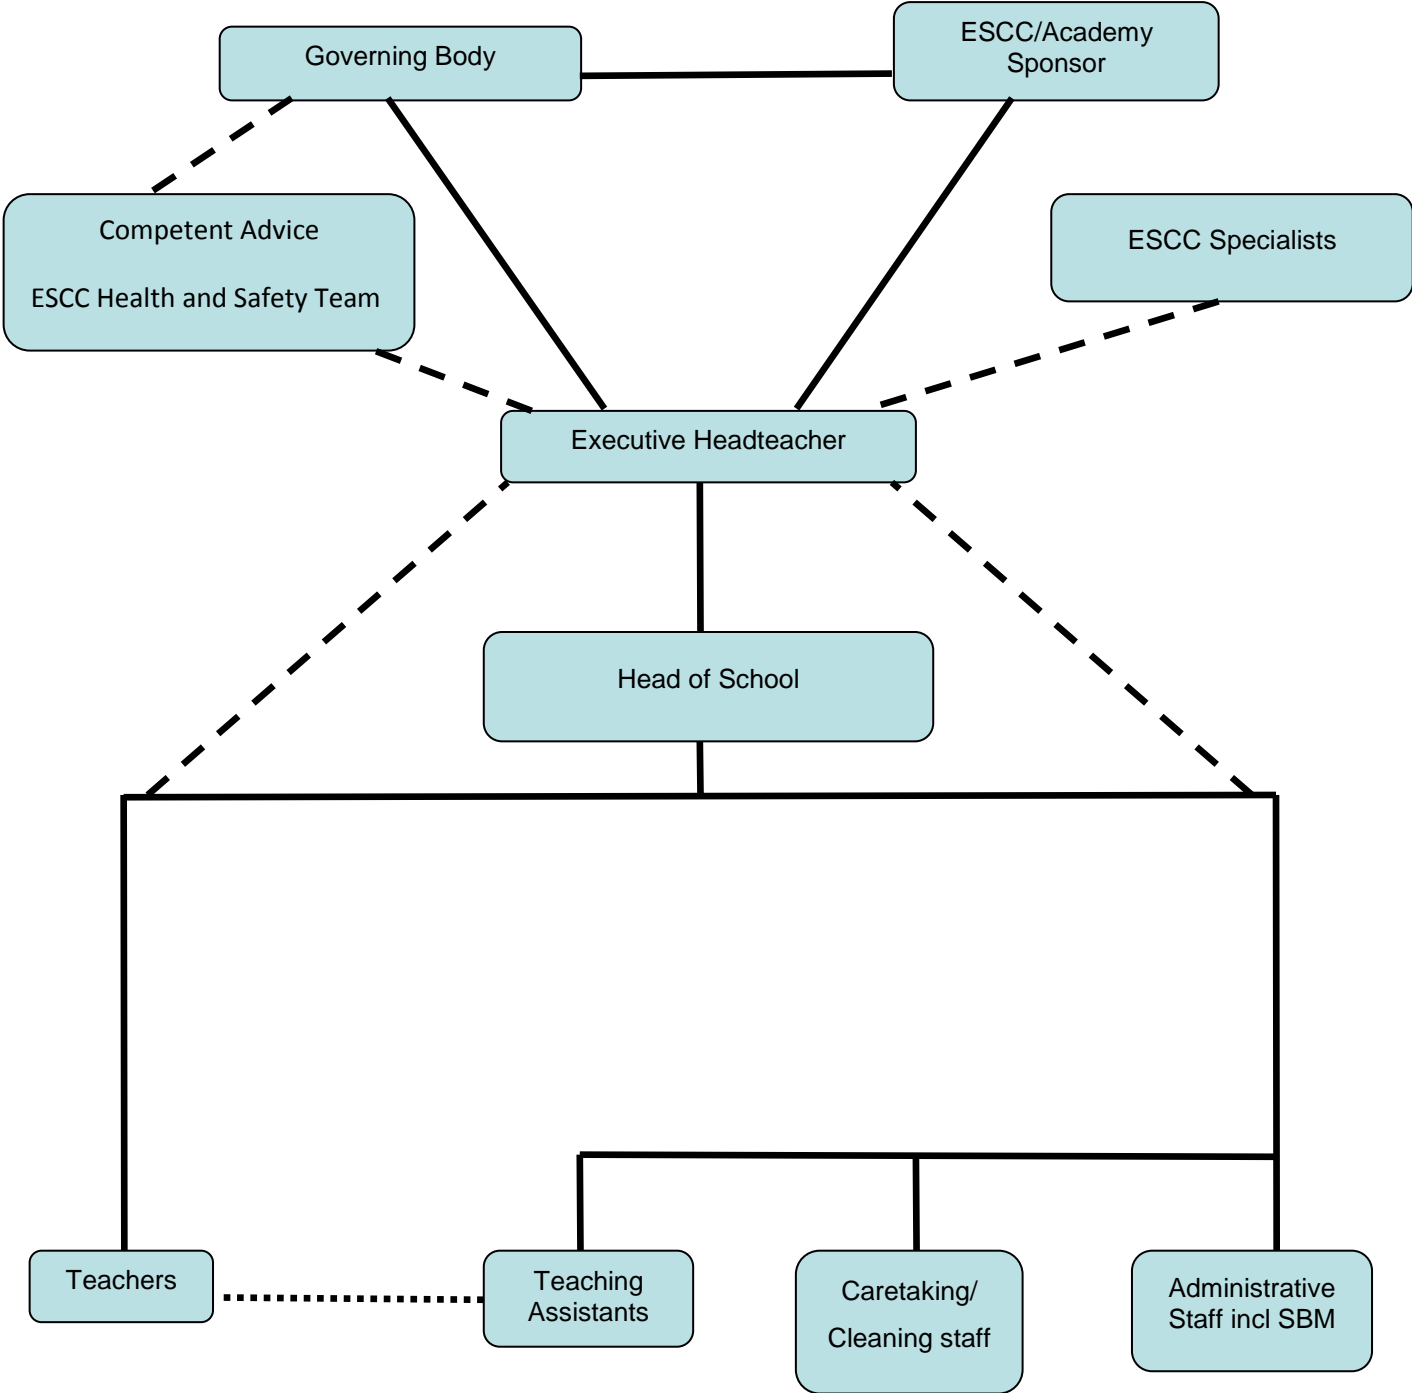 Governing Body
ESCC/Academy
Sponsor
Competent Advice
ESCC Health and Safety Team
ESCC Specialists
Executive Headteacher
Head of School
Teachers
Teaching
Assistants
Caretaking/
Cleaning staff
Administrative
Staff incl SBM